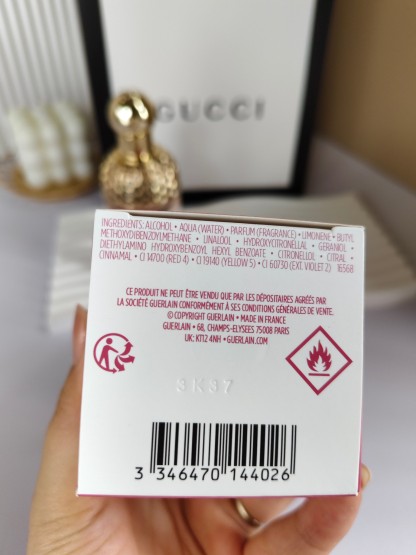 GUCCI
INGREDIENTS: ALCOHOL • AQUA (WATER) • PARFUM (FRAGRANCE) • LIMONENE • BUTYL
METHOXYDIBENZOYLMETHANE • LINALOOL • HYDROXYCITRONELLAL • GERANIOL •
DIETHYLAMINO HYDROXYBENZOYL HEXYL BENZOATE • CITRONELLOL • CITRAL •
CINNAMAL • CI 14700 (RED 4) • CI 19140 (YELLOW 5) • CI 60730 (EXT. VIOLET 2) 16568
CE PRODUIT NE PEUT ÊTRE VENDU QUE PAR LES DÉPOSITAIRES AGRÉÉS PAR
LA SOCIÉTÉ GUERLAIN CONFORMÉMENT À SES CONDITIONS GÉNÉRALES DE VENTE.
© COPYRIGHT GUERLAIN • MADE IN FRANCE
GUERLAIN • 68, CHAMPS-ELYSEES 75008 PARIS
UK: KT12 4NH • GUERLAIN.COM
3K37
3 346470 144026